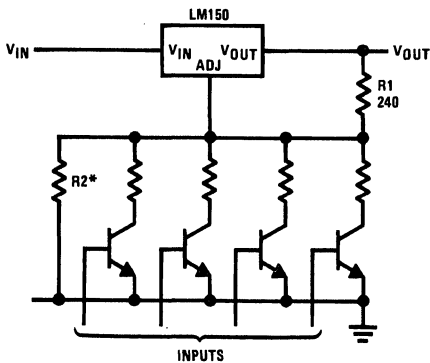 LM150
VIN
VIN
VOUT
VOUT
ADJ
R1
240
R2*
INPUTS